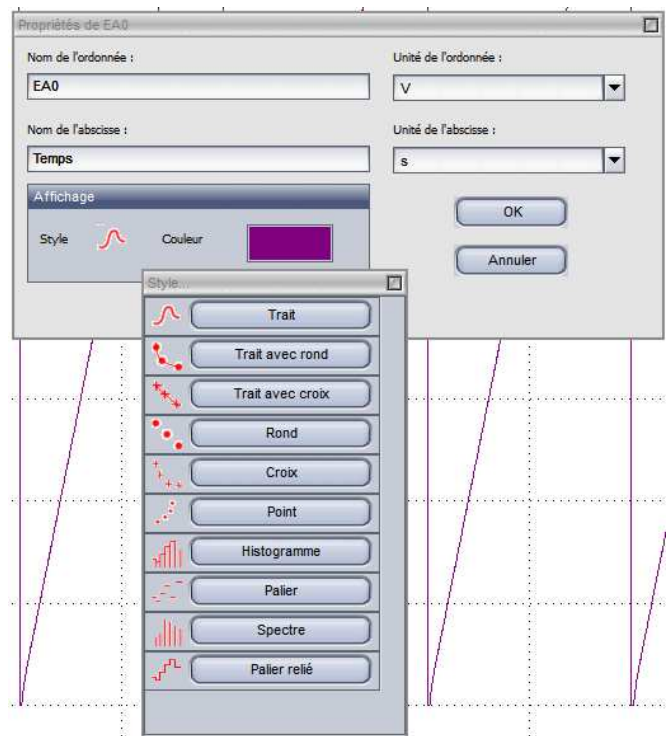 Propriétés de EA0
Nom de l'ordonnée :
Unité de l'ordonnée :
EA0
V
Nom de l'abscisse :
Unité de l'abscisse :
Temps
s
Affichage
Style
Couleur
OK
Annuler
Style...
Trait
Trait avec rond
Trait avec croix
Rond
Croix
Point
Histogramme
Palier
Spectre
Palier relié